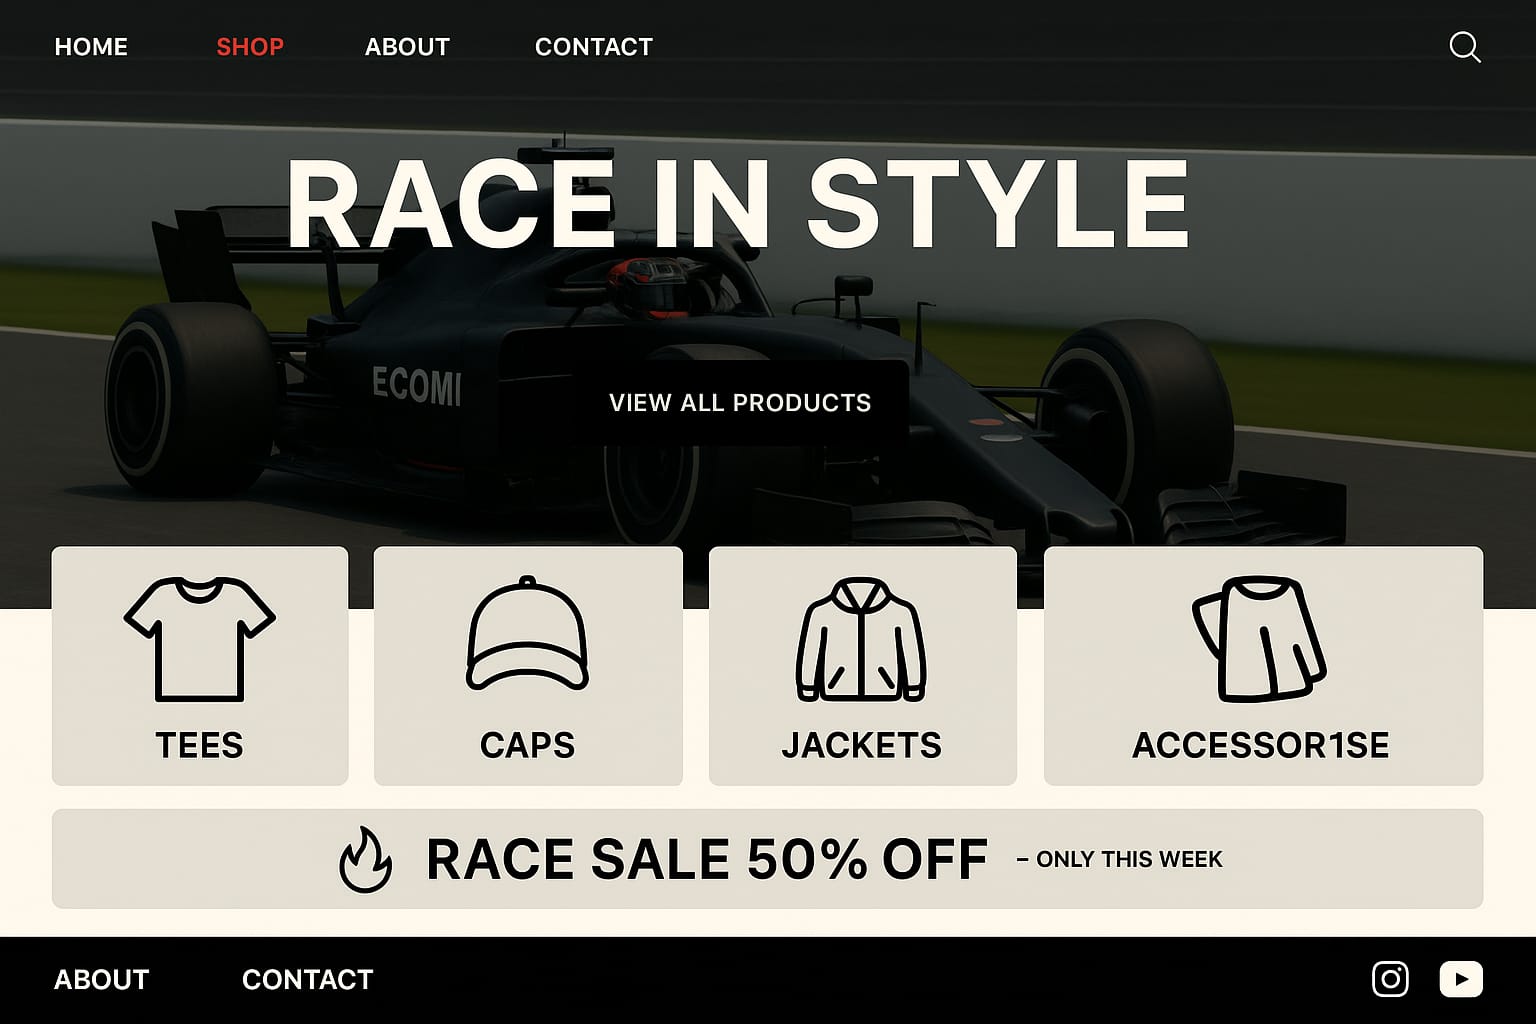 HOME SHOP ABOUT CONTACT
RACE IN STYLE
ECOMI
VIEW ALL PRODUCTS
TEES CAPS JACKETS ACCESSOR1SE
RACE SALE 50% OFF – ONLY THIS WEEK
ABOUT CONTACT